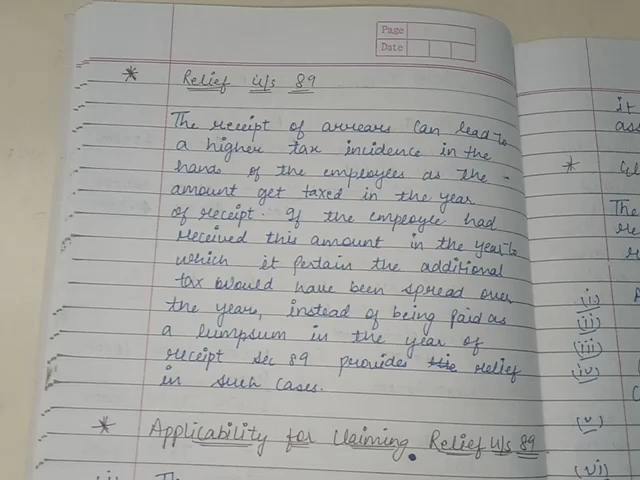 Page
Date
* Relief u/s 89
The receipt of arrears can lead to
a higher tax incidence in the
hands of the employees as the -
amount get taxed in the year
of receipt. If the employee had
received this amount in the year to
which it pertain the additional
tax would have been spread over
the years, instead of being paid as
a lumpsum in the year of
receipt sec 89 provides relief
in such cases.
* Applicability for claiming Relief u/s 89
(i) Th
it
ass
*
The
re
(i)
(ii)
(iii)
(iv)
(v)
(vi)